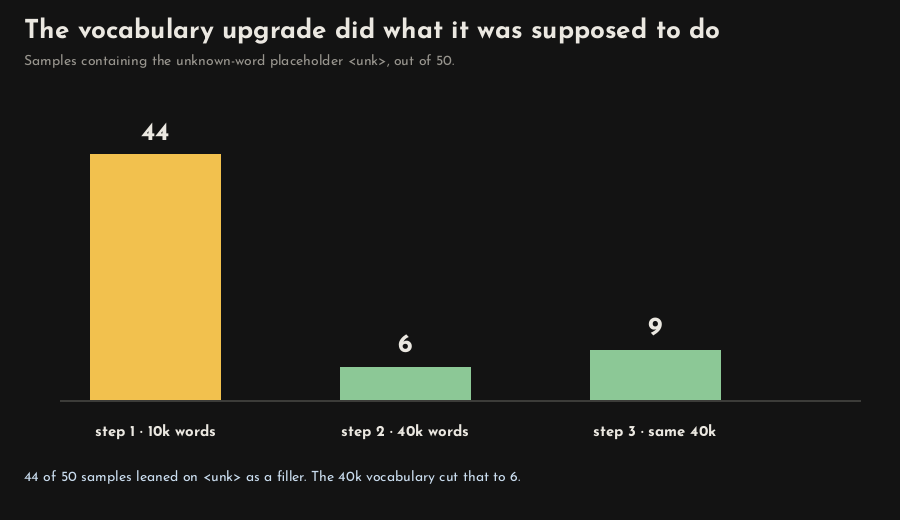 The vocabulary upgrade did what it was supposed to do
Samples containing the unknown-word placeholder <unk>, out of 50.
44
6
9
step 1 · 10k words
step 2 · 40k words
step 3 · same 40k
44 of 50 samples leaned on <unk> as a filler. The 40k vocabulary cut that to 6.